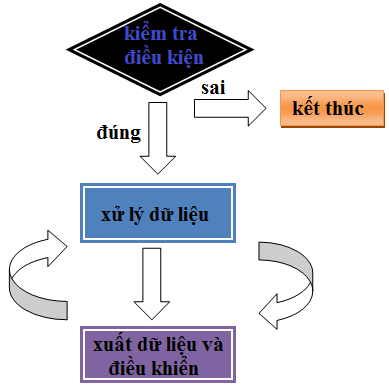 kiểm tra
điều kiện
sai
kết thúc
đúng
xử lý dữ liệu
xuất dữ liệu và
điều khiển